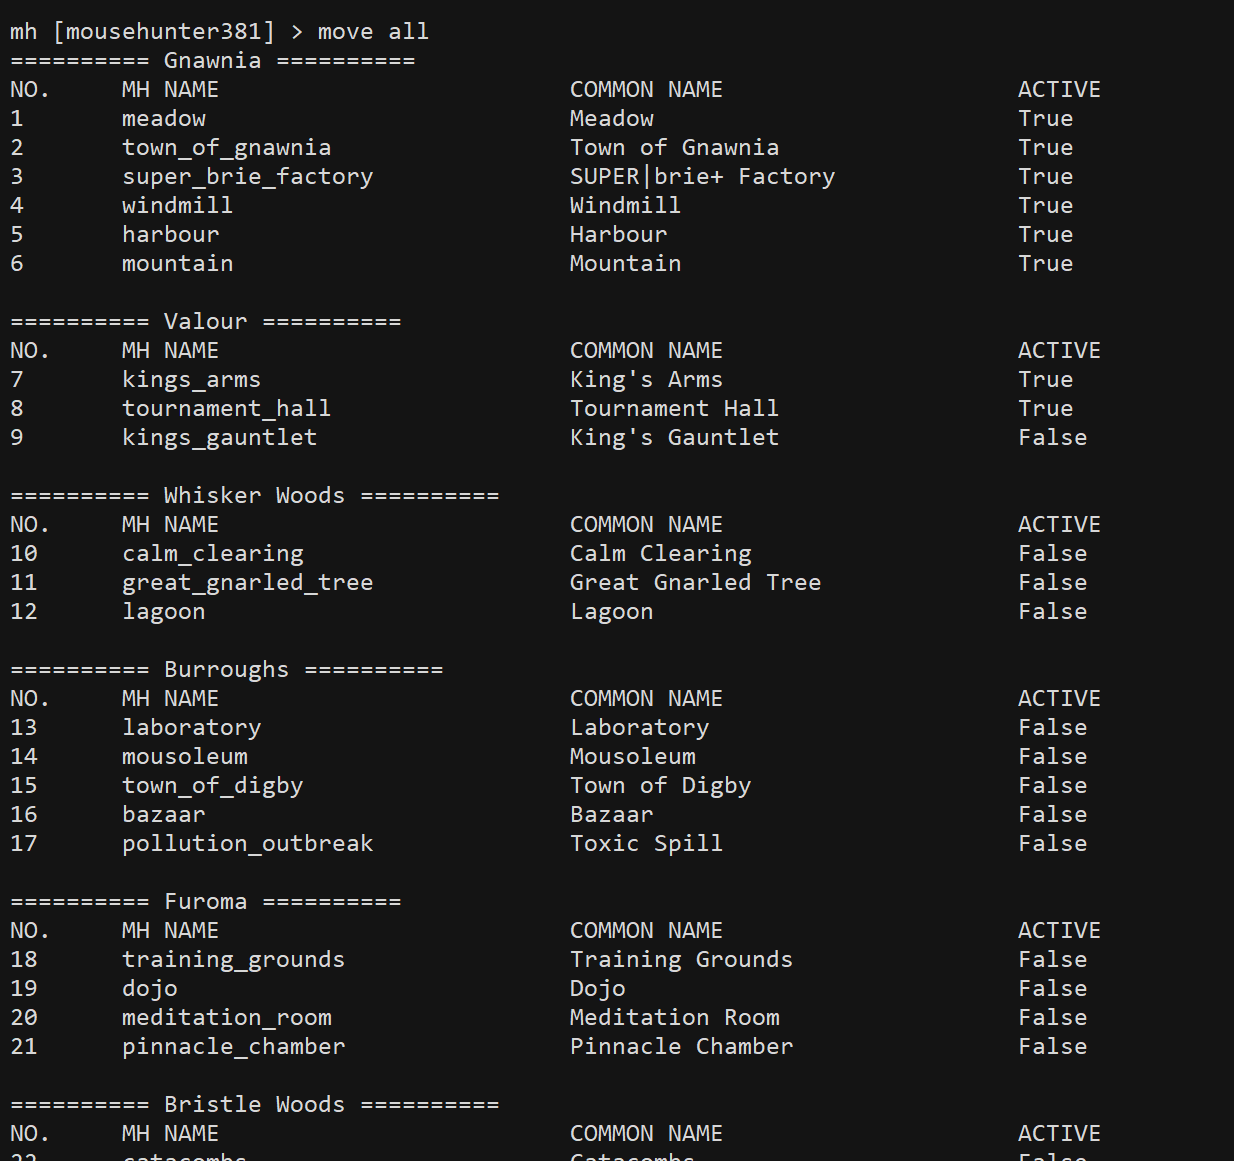 mh [mousehunter381] > move all
========== Gnawnia ==========
NO. MH NAME COMMON NAME ACTIVE
1 meadow Meadow True
2 town_of_gnawnia Town of Gnawnia True
3 super_brie_factory SUPER|brie+ Factory True
4 windmill Windmill True
5 harbour Harbour True
6 mountain Mountain True
========== Valour ==========
NO. MH NAME COMMON NAME ACTIVE
7 kings_arms King's Arms True
8 tournament_hall Tournament Hall True
9 kings_gauntlet King's Gauntlet False
========== Whisker Woods ==========
NO. MH NAME COMMON NAME ACTIVE
10 calm_clearing Calm Clearing False
11 great_gnarled_tree Great Gnarled Tree False
12 lagoon Lagoon False
========== Burroughs ==========
NO. MH NAME COMMON NAME ACTIVE
13 laboratory Laboratory False
14 mousoleum Mousoleum False
15 town_of_digby Town of Digby False
16 bazaar Bazaar False
17 pollution_outbreak Toxic Spill False
========== Furoma ==========
NO. MH NAME COMMON NAME ACTIVE
18 training_grounds Training Grounds False
19 dojo Dojo False
20 meditation_room Meditation Room False
21 pinnacle_chamber Pinnacle Chamber False
========== Bristle Woods ==========
NO. MH NAME COMMON NAME ACTIVE
22 catacombs Catacombs False